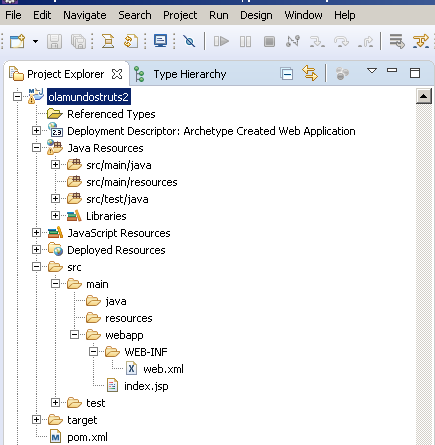 File Edit Navigate Search Project Run Design Window Help
Project Explorer Type Hierarchy
olamundostruts2
Referenced Types
2.3 Deployment Descriptor: Archetype Created Web Application
Java Resources
src/main/java
src/main/resources
src/test/java
Libraries
JavaScript Resources
Deployed Resources
src
main
java
resources
webapp
WEB-INF
X web.xml
index.jsp
test
target
M pom.xml